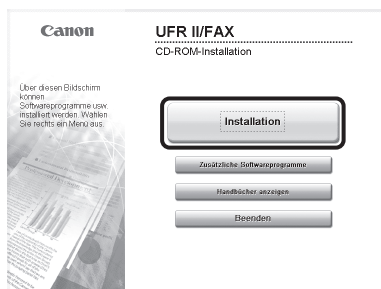 Canon
UFR II/FAX
CD-ROM-Installation
Über diesen Bildschirm
können
Softwareprogramme usw.
installiert werden. Wählen
Sie rechts ein Menü aus.
Installation
Zusätzliche Softwareprogramme
Handbücher anzeigen
Beenden